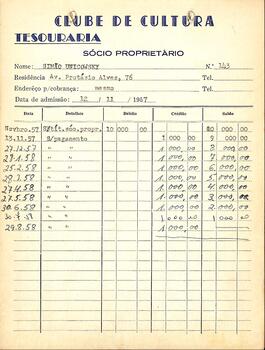 CLUBE DE CULTURA
TESOURARIA
SÓCIO PROPRIETÁRIO
Nome: SIMÃO UNICOWSKY N.º 143
Residência Av. Protásio Alves, 76 Tel.
Endereço p/cobrança: mesmo Tel.
Data de admissão: 12 / 11 /1957
Data Detalhes Débito Crédito Saldo
Novbro.57 S/tit.sóc.propr. 10 000 00 10 000 00
13.11.57 S/pagamento 1 000 00 9 000 00
27.12.57 " " 1 000,00 8 000,00
27.1.58 " " 1 000,00 7 000,00
25.2.58 " " 1 000,00 6 000,00
29.3.58 " " 1 000,00 5 000,00
27.4.58 " " 1 000,00 4 000,00
27.5.58 " " 1 000,00 3 000,00
30.6.58 " " 1 000,00 2 000,00
58 " " 1 000 00 1 000 00
29.8.58 " " 1 000,00